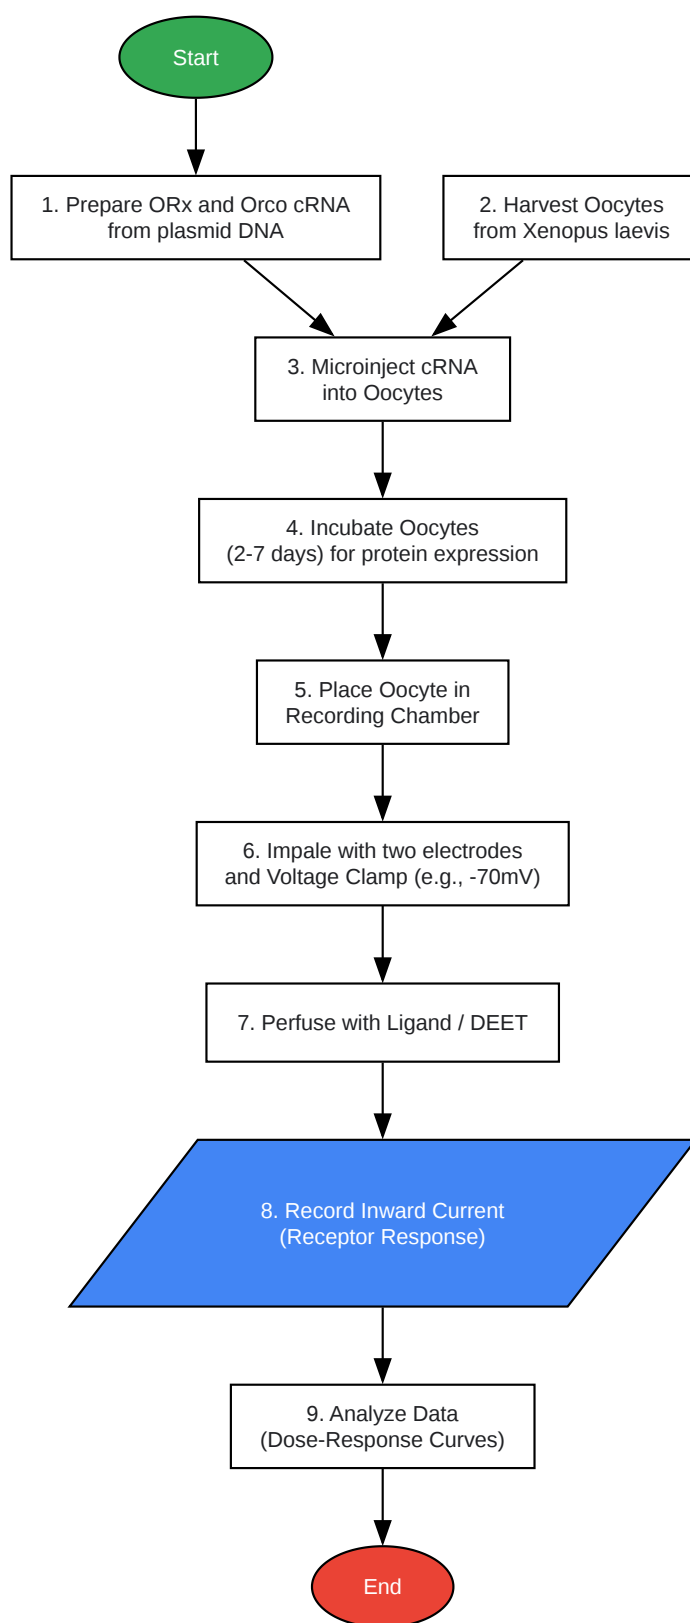 Start
1. Prepare ORx and Orco cRNA
from plasmid DNA
2. Harvest Oocytes
from Xenopus laevis
3. Microinject cRNA
into Oocytes
4. Incubate Oocytes
(2-7 days) for protein expression
5. Place Oocyte in
Recording Chamber
6. Impale with two electrodes
and Voltage Clamp (e.g., -70mV)
7. Perfuse with Ligand / DEET
8. Record Inward Current
(Receptor Response)
9. Analyze Data
(Dose-Response Curves)
End